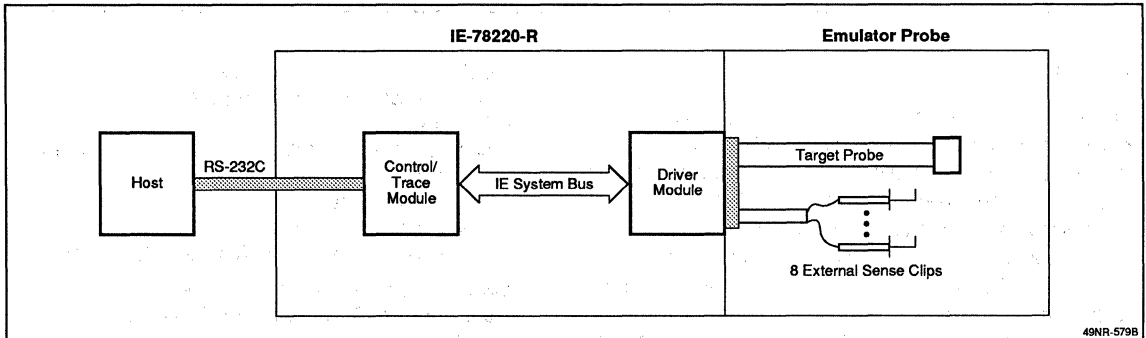 IE-78220-R
Emulator Probe
Host
RS-232C
Control/
Trace
Module
IE System Bus
Driver
Module
Target Probe
8 External Sense Clips
49NR-579B